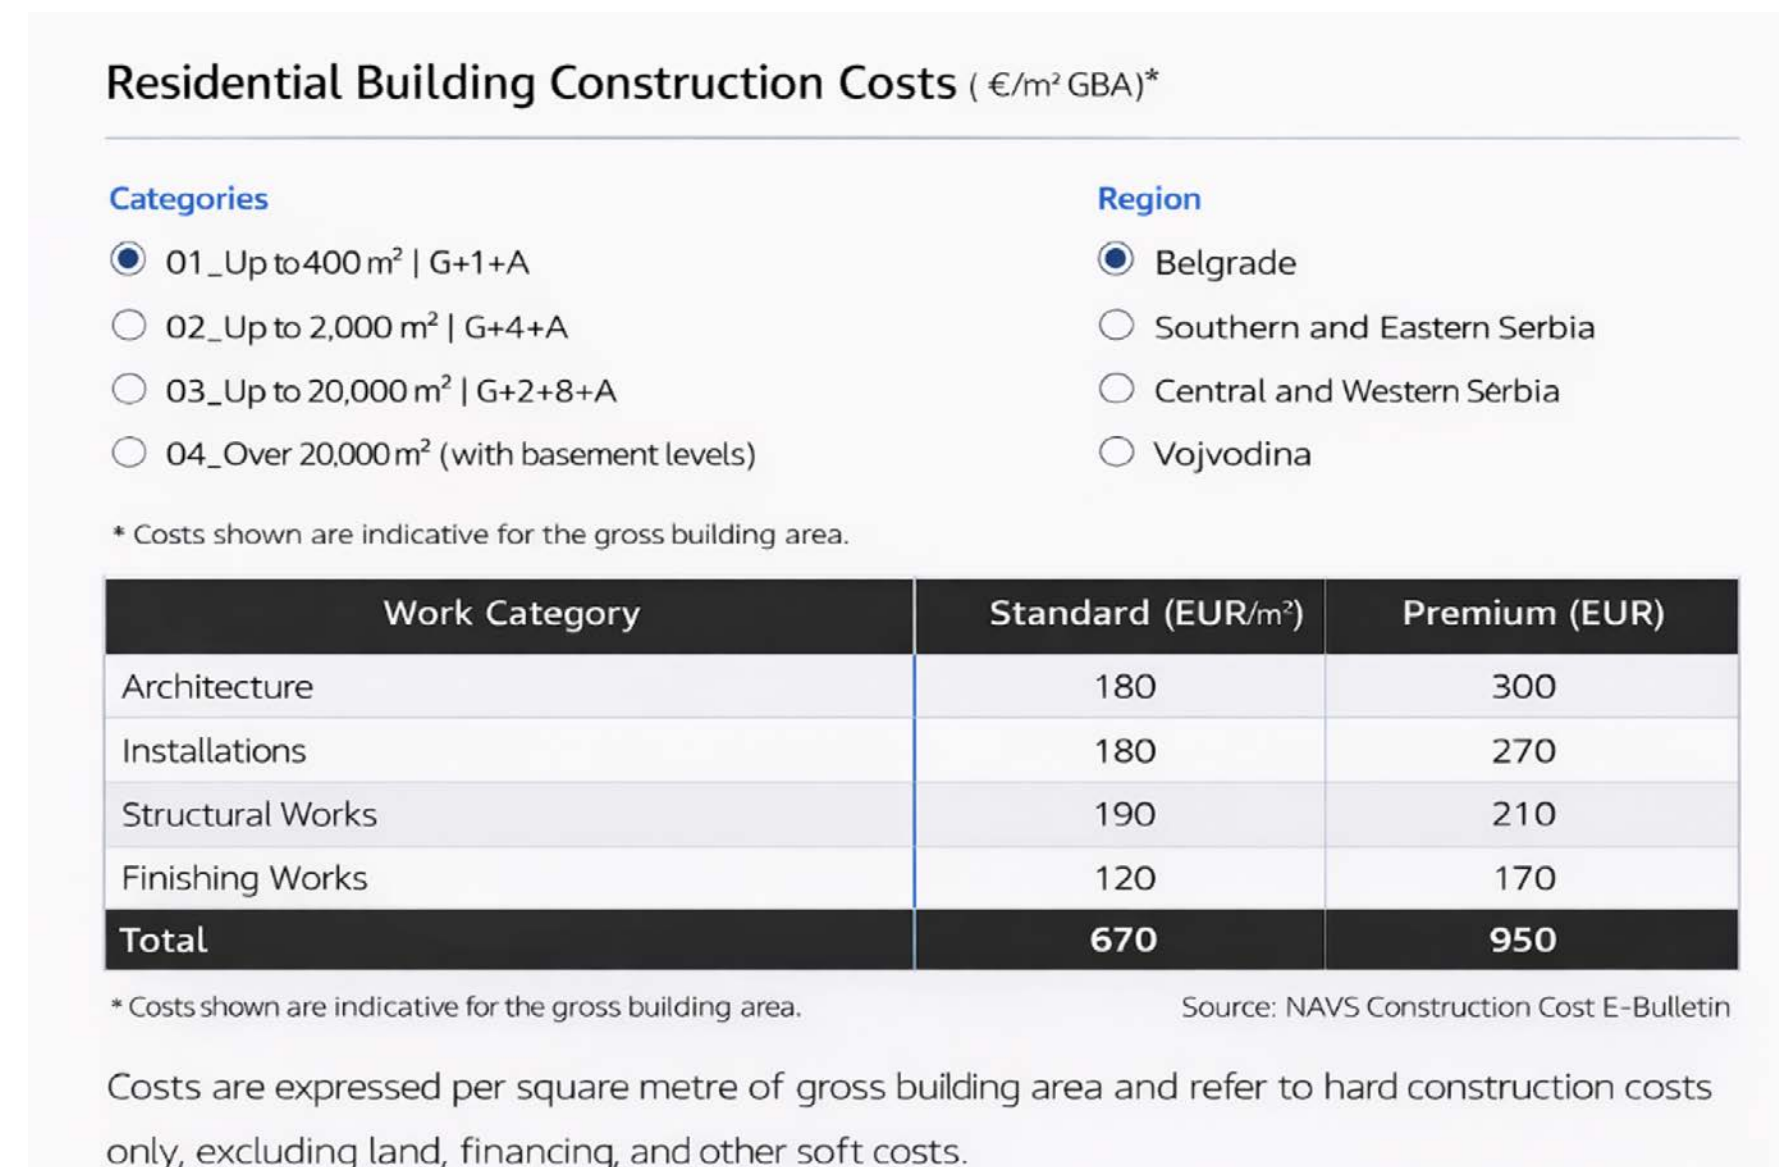 Residential Building Construction Costs ( €/m² GBA)*
Categories
01_Up to 400 m² | G+1+A
02_Up to 2,000 m² | G+4+A
03_Up to 20,000 m² | G+2+8+A
04_Over 20,000 m² (with basement levels)
Region
Belgrade
Southern and Eastern Serbia
Central and Western Serbia
Vojvodina
* Costs shown are indicative for the gross building area.
Work Category Standard (EUR/m²) Premium (EUR)
Architecture 180 300
Installations 180 270
Structural Works 190 210
Finishing Works 120 170
Total 670 950
* Costs shown are indicative for the gross building area. Source: NAVS Construction Cost E-Bulletin
Costs are expressed per square metre of gross building area and refer to hard construction costs
only, excluding land, financing, and other soft costs.